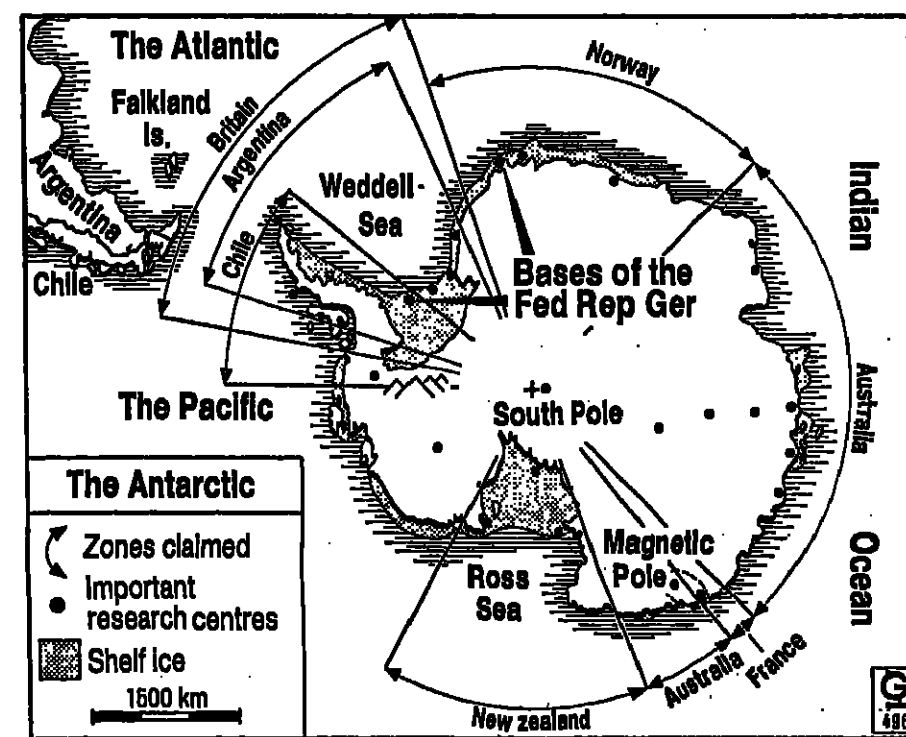 The Atlantic
Falkland
Is.
Britain
Argentina
Norway
Weddell-
Sea
Argentina
Chile
Chile
Indian
Bases of the
Fed Rep Ger
The Pacific
South Pole
Australia
The Antarctic
Zones claimed
Important
research centres
Shelf ice
1500 km
Ross
Sea
Magnetic
Pole
Ocean
New zealand
Australia
France